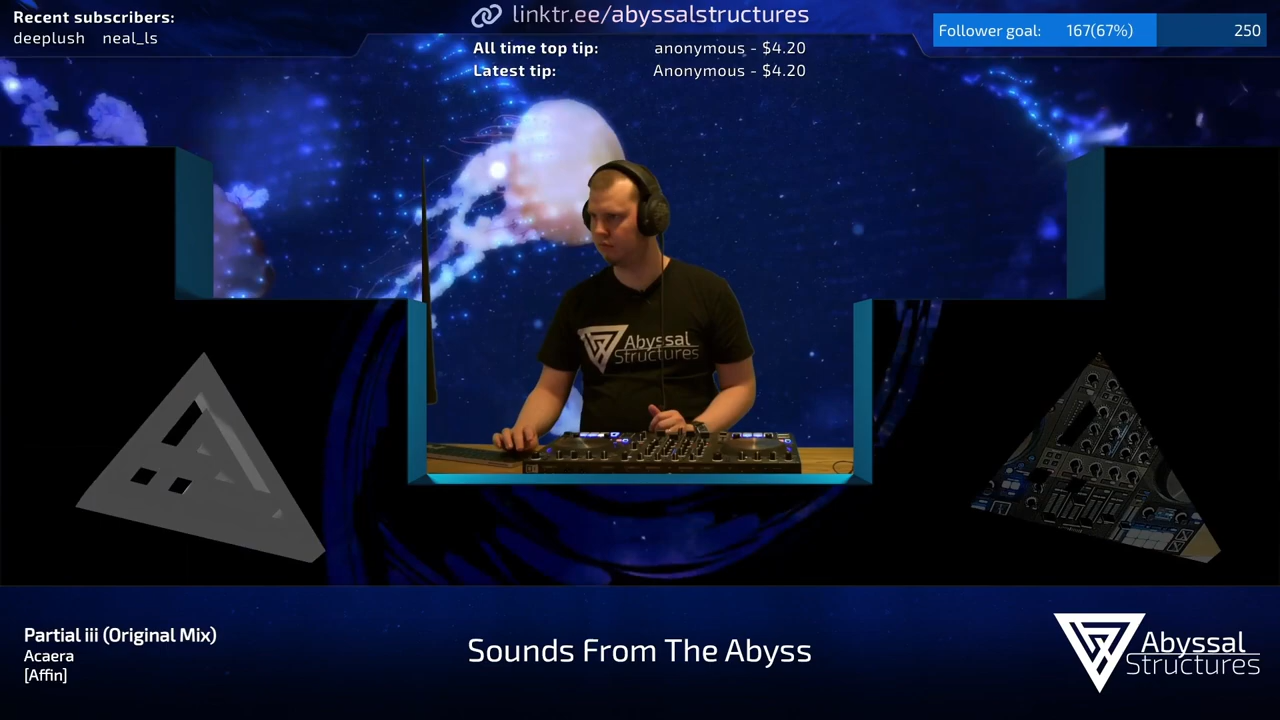 Recent subscribers:
deeplush neal_ls
linktr.ee/abyssalstructures
All time top tip: anonymous - $4.20
Latest tip: Anonymous - $4.20
Follower goal: 167(67%) 250
Abyssal
Structures
Partial iii (Original Mix)
Acaera
[Affin]
Sounds From The Abyss
Abyssal
Structures